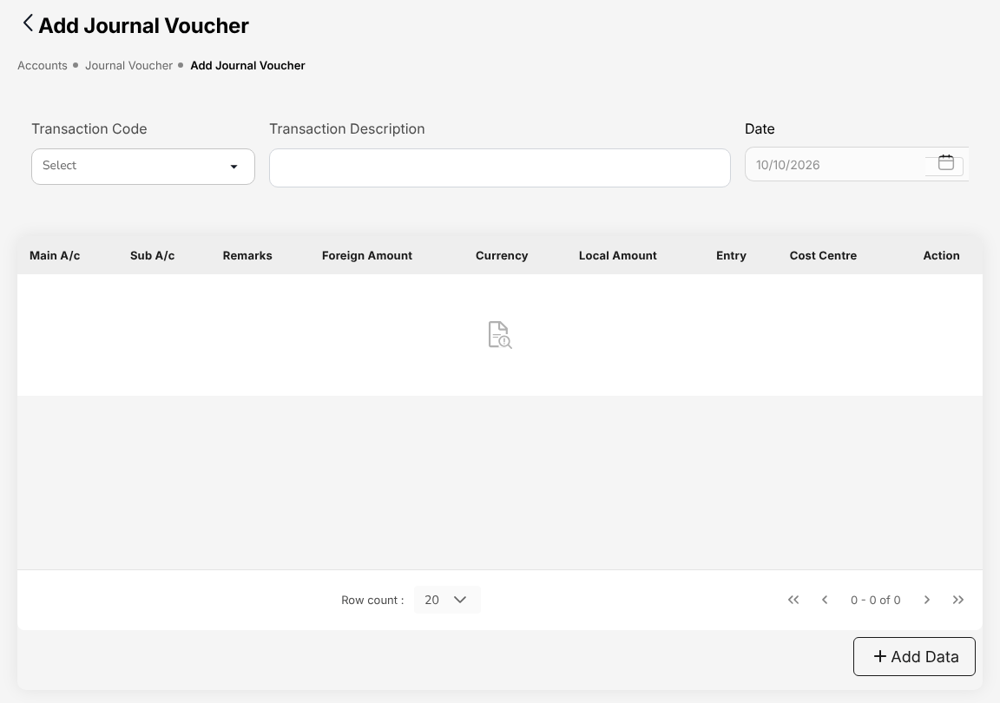 Add Journal Voucher
Accounts Journal Voucher Add Journal Voucher
Transaction Code Transaction Description Date
Select 10/10/2026
Main A/c Sub A/c Remarks Foreign Amount Currency Local Amount Entry Cost Centre Action
Row count : 20 0 - 0 of 0
Add Data